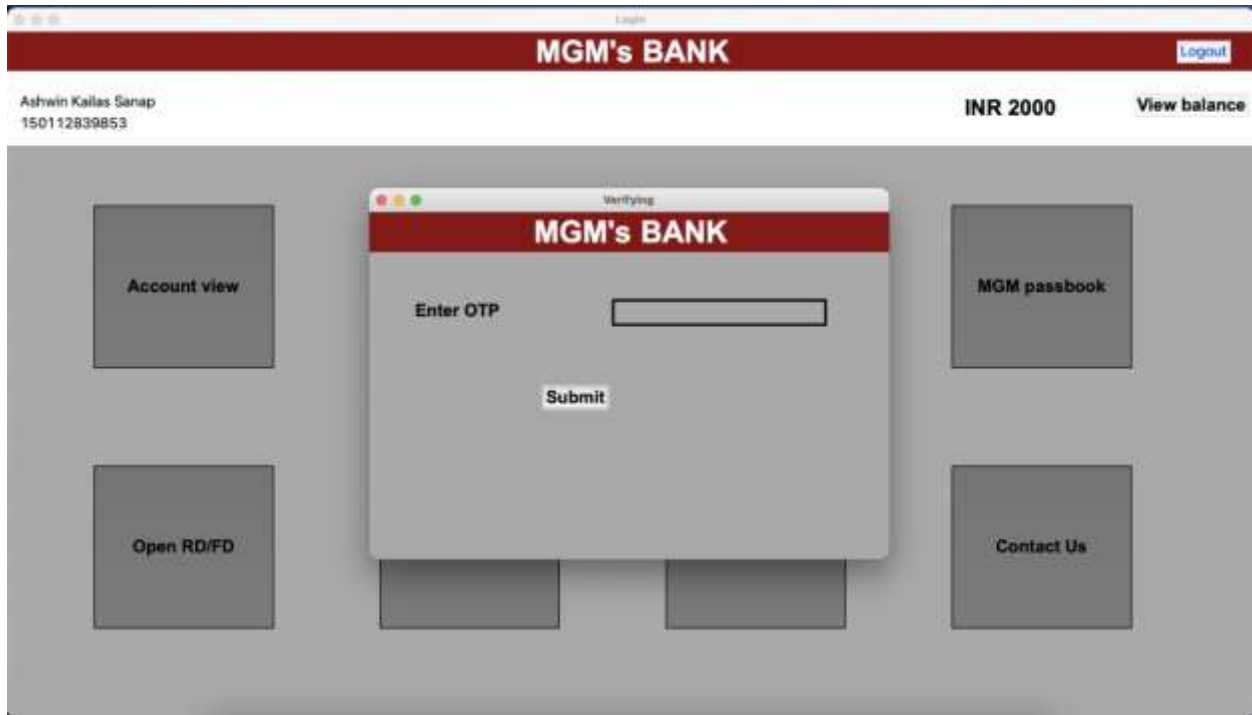 Login
MGM's BANK
Logout
Ashwin Kailas Sanap
150112839853
INR 2000
View balance
Verifying
MGM's BANK
Account view
MGM passbook
Enter OTP
Submit
Open RD/FD
Contact Us